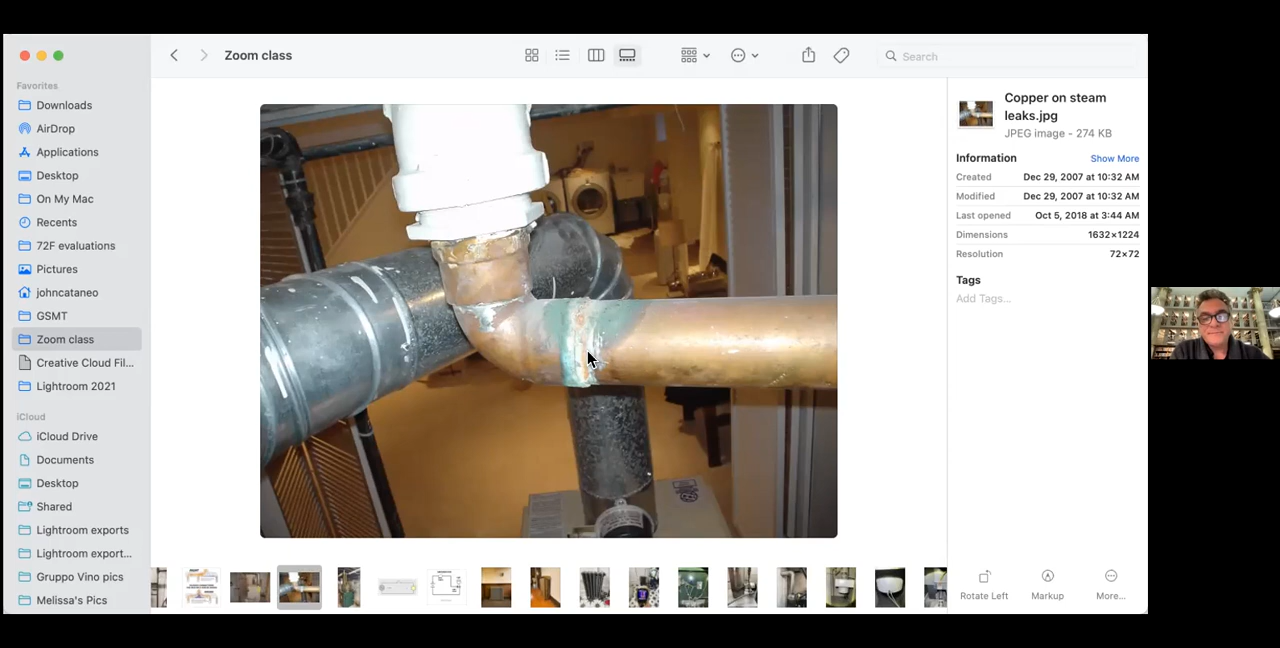 Zoom class
Search
Favorites
Downloads
AirDrop
Applications
Desktop
On My Mac
Recents
72F evaluations
Pictures
johncataneo
GSMT
Zoom class
Creative Cloud Fil...
Lightroom 2021
iCloud
iCloud Drive
Documents
Desktop
Shared
Lightroom exports
Lightroom export...
Gruppo Vino pics
Melissa's Pics
Copper on steam
leaks.jpg
JPEG image - 274 KB
Information
Show More
Created Dec 29, 2007 at 10:32 AM
Modified Dec 29, 2007 at 10:32 AM
Last opened Oct 5, 2018 at 3:44 AM
Dimensions 1632×1224
Resolution 72×72
Tags
Add Tags...
Rotate Left
Markup
More...